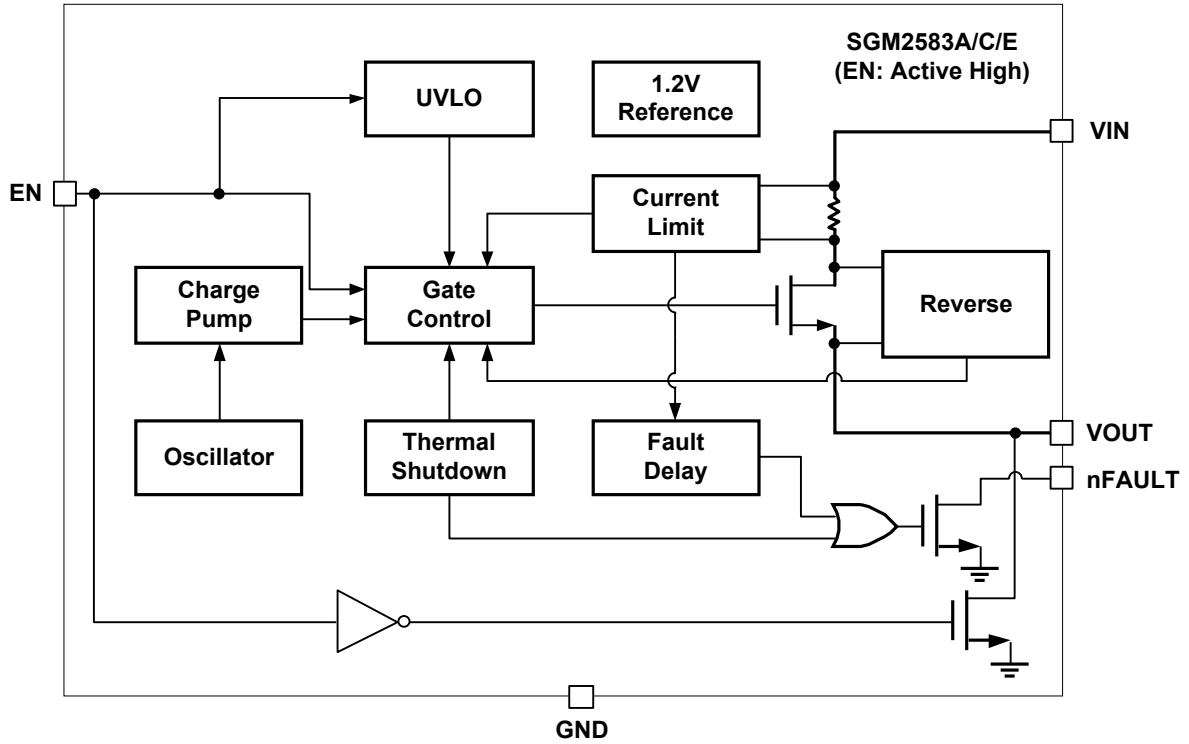 SGM2583A/C/E
(EN: Active High)
UVLO
1.2V
Reference
VIN
EN
Current
Limit
Charge
Pump
Gate
Control
Reverse
Oscillator
Thermal
Shutdown
Fault
Delay
VOUT
nFAULT
GND